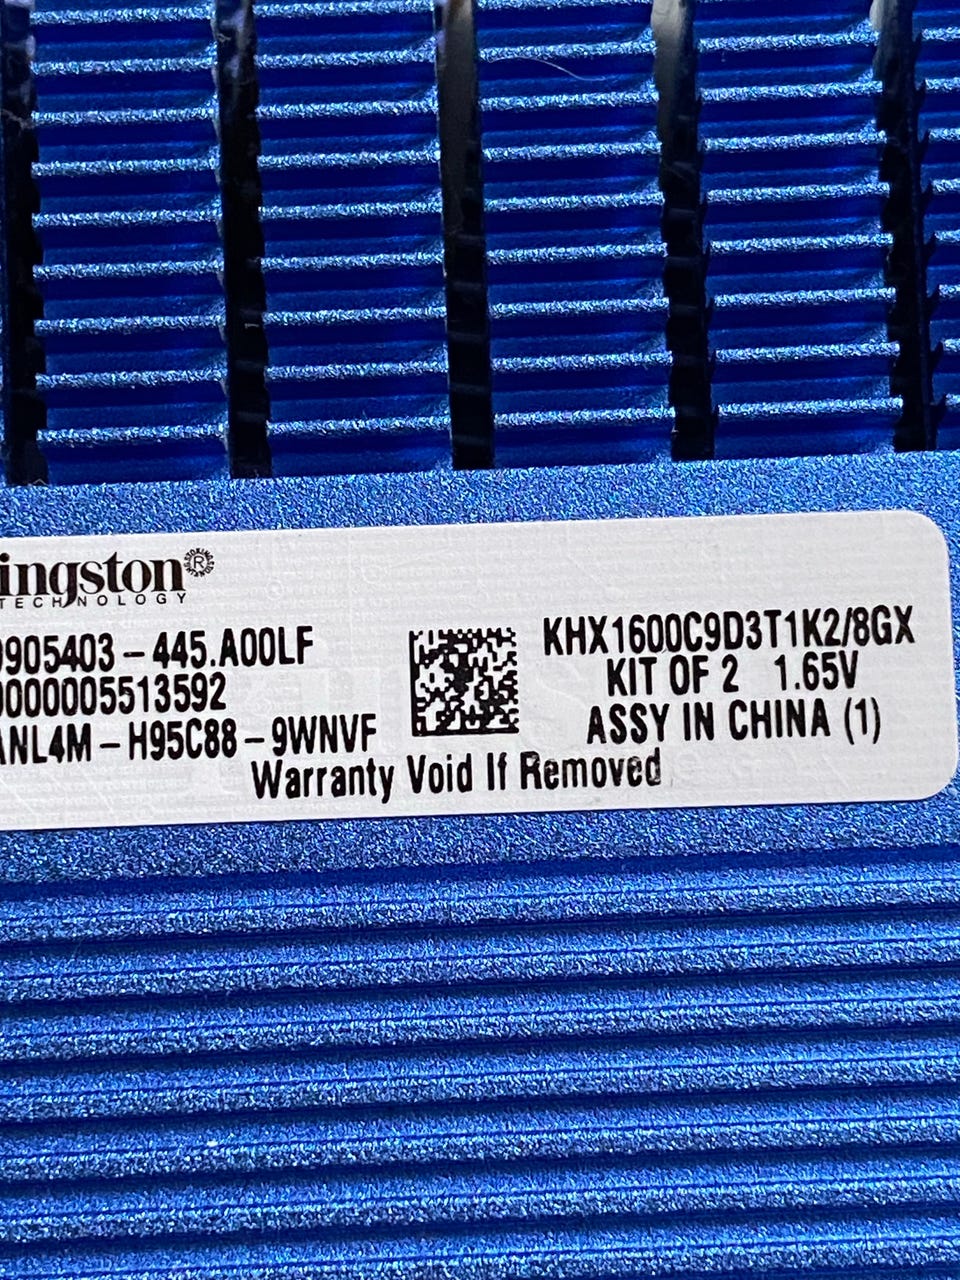 ingston®
TECHNOLOGY
9905403-445.A00LF
0000005513592
ANL4M-H95C88-9WNVF
KHX1600C9D3T1K2/8GX
KIT OF 2 1.65V
ASSY IN CHINA (1)
Warranty Void If Removed